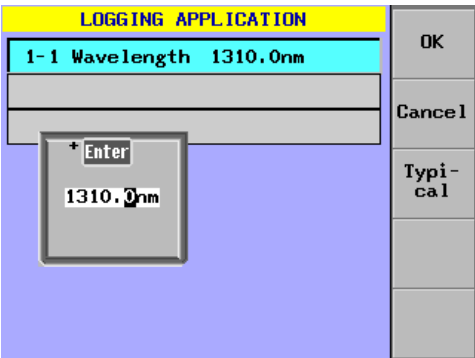 LOGGING APPLICATION
1-1 Wavelength 1310.0nm
+ Enter
1310.0nm
OK
Cancel
Typi-
cal